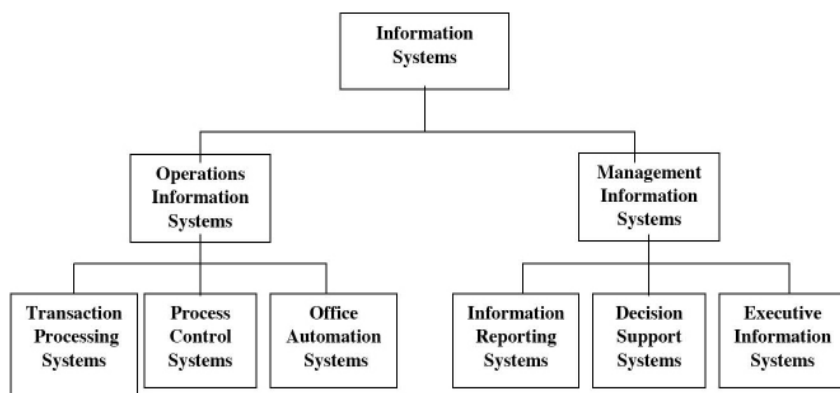 Information
Systems
Operations
Information
Systems
Management
Information
Systems
Transaction
Processing
Systems
Process
Control
Systems
Office
Automation
Systems
Information
Reporting
Systems
Decision
Support
Systems
Executive
Information
Systems